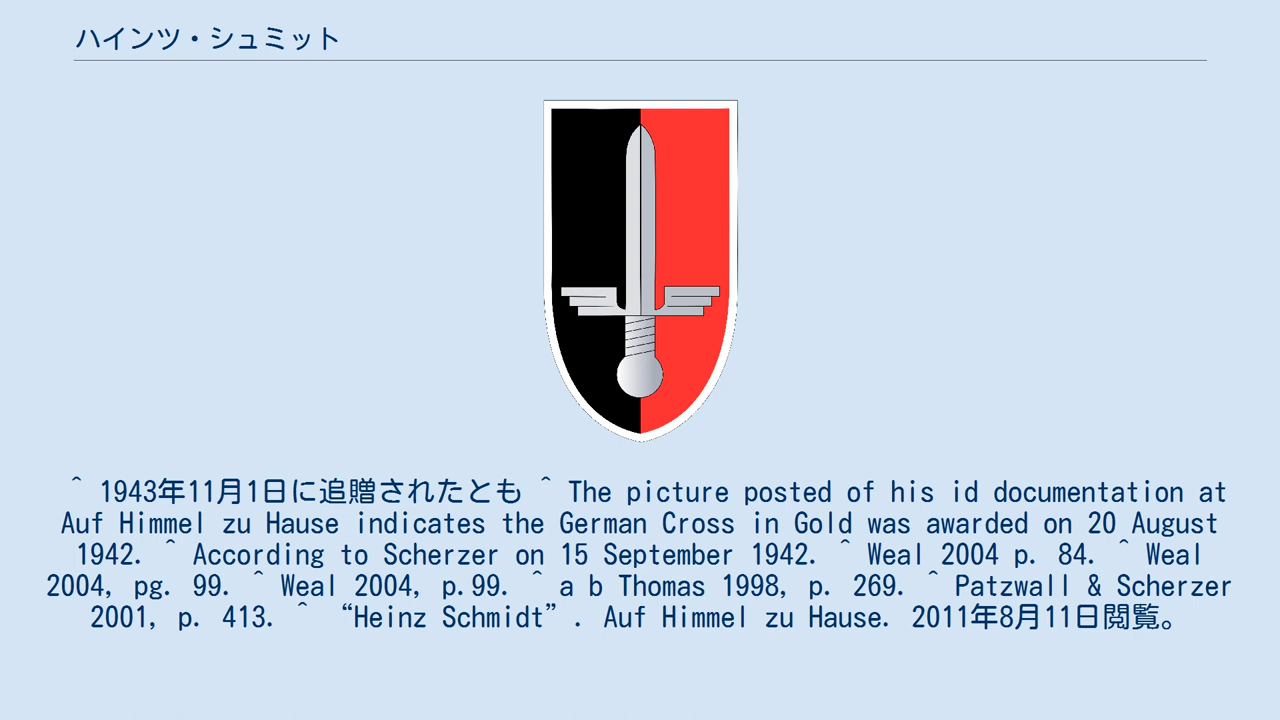 ハインツ・シュミット
^ 1943年11月1日に追贈されたとも ^ The picture posted of his id documentation at
Auf Himmel zu Hause indicates the German Cross in Gold was awarded on 20 August
1942. ^ According to Scherzer on 15 September 1942. ^ Weal 2004 p. 84. ^ Weal
2004, pg. 99. ^ Weal 2004, p.99. ^ a b Thomas 1998, p. 269. ^ Patzwall & Scherzer
2001, p. 413. ^ “Heinz Schmidt”. Auf Himmel zu Hause. 2011年8月11日閲覧。